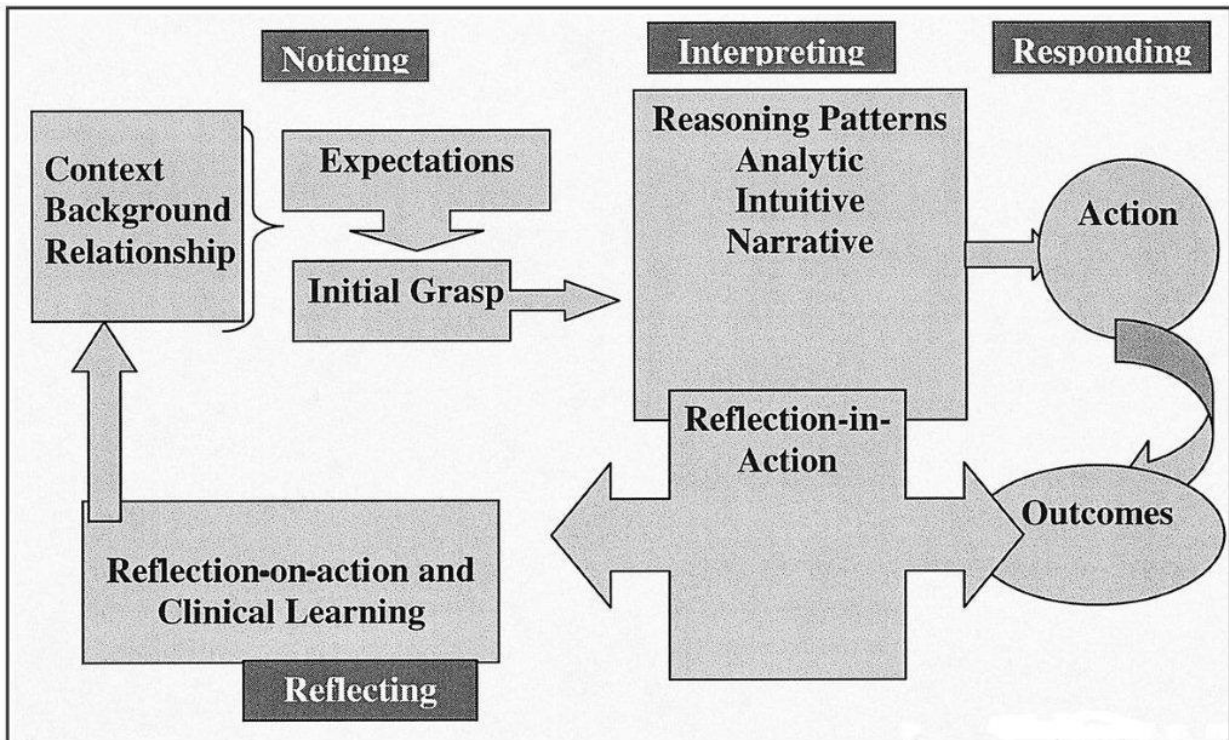 Noticing
Interpreting
Responding
Context
Background
Relationship
Expectations
Initial Grasp
Reasoning Patterns
Analytic
Intuitive
Narrative
Action
Reflection-in-
Action
Outcomes
Reflection-on-action and
Clinical Learning
Reflecting